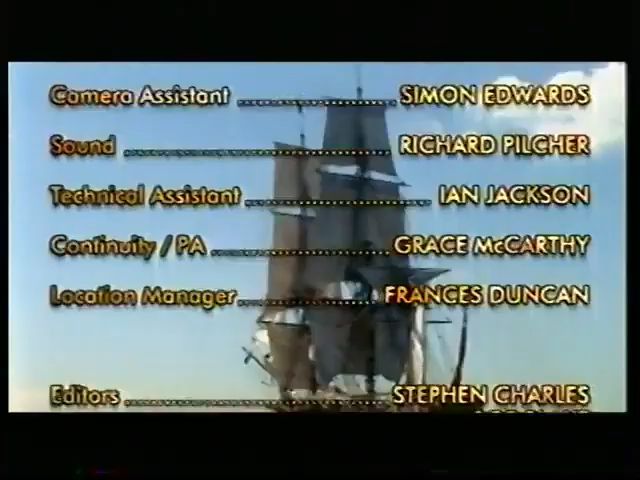 Camera Assistant ........................ SIMON EDWARDS
Sound ........................................ RICHARD PILCHER
Technical Assistant ............................ IAN JACKSON
Continuity / PA .......................... GRACE McCARTHY
Location Manager .................... FRANCES DUNCAN
Editors ........................................ STEPHEN CHARLES